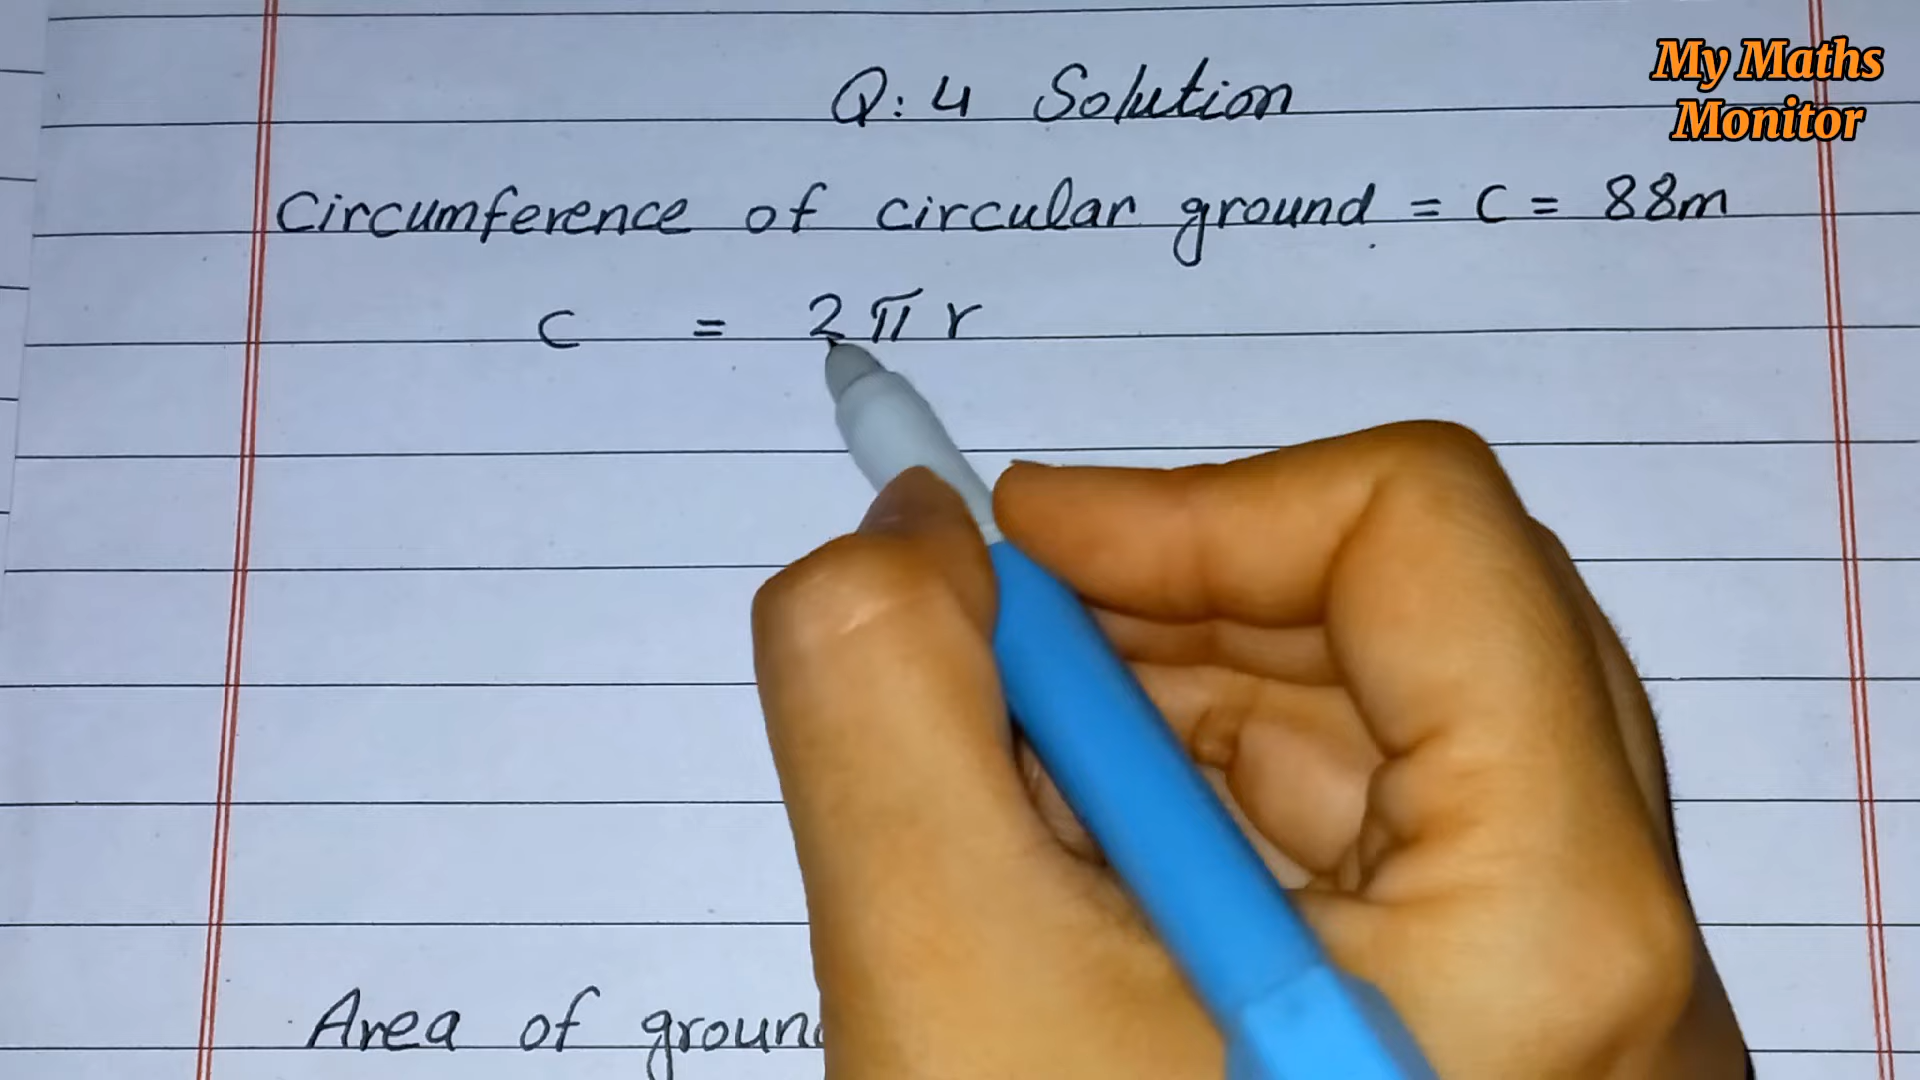 My Maths
Monitor
Q:4 Solution
Circumference of circular ground = C = 88m
C = 2πr
Area of